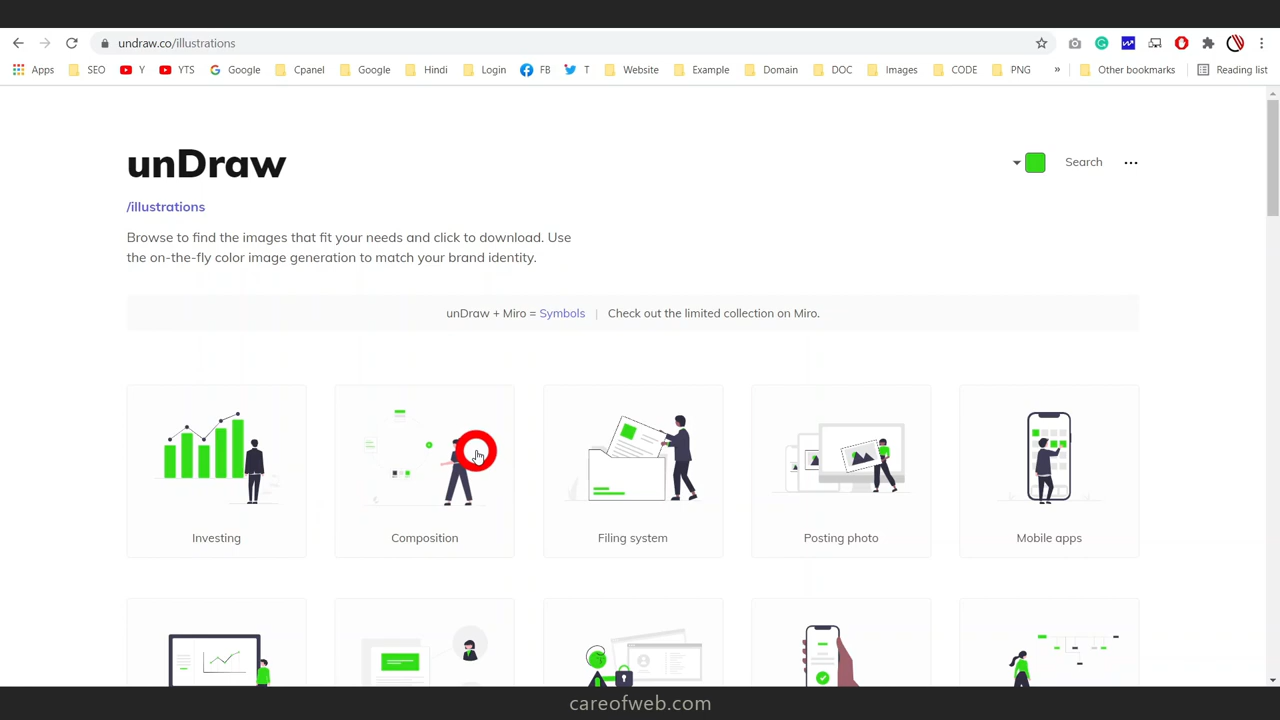 undraw.co/illustrations
Apps SEO Y YTS Google Cpanel Google Hindi Login FB T Website Example Domain DOC Images CODE PNG » Other bookmarks Reading list
unDraw
Search
/illustrations
Browse to find the images that fit your needs and click to download. Use
the on-the-fly color image generation to match your brand identity.
unDraw + Miro = Symbols | Check out the limited collection on Miro.
Investing
Composition
Filing system
Posting photo
Mobile apps
careofweb.com